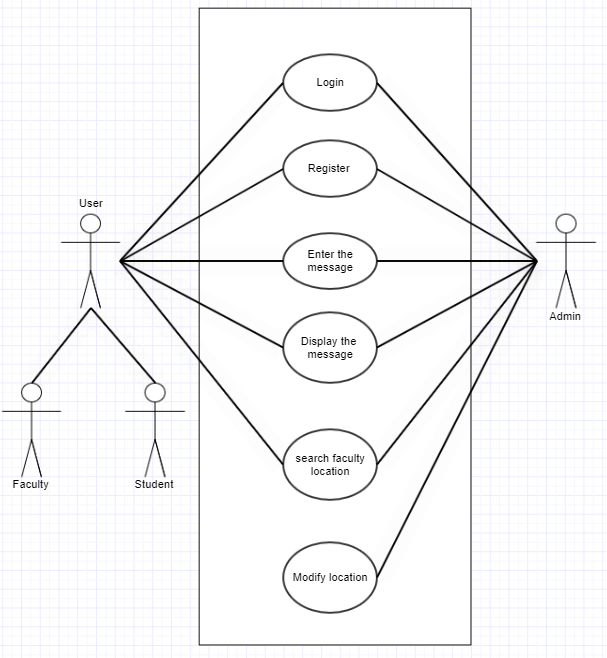 Login
Register
User
Enter the
message
Admin
Display the
message
search faculty
location
Faculty
Student
Modify location